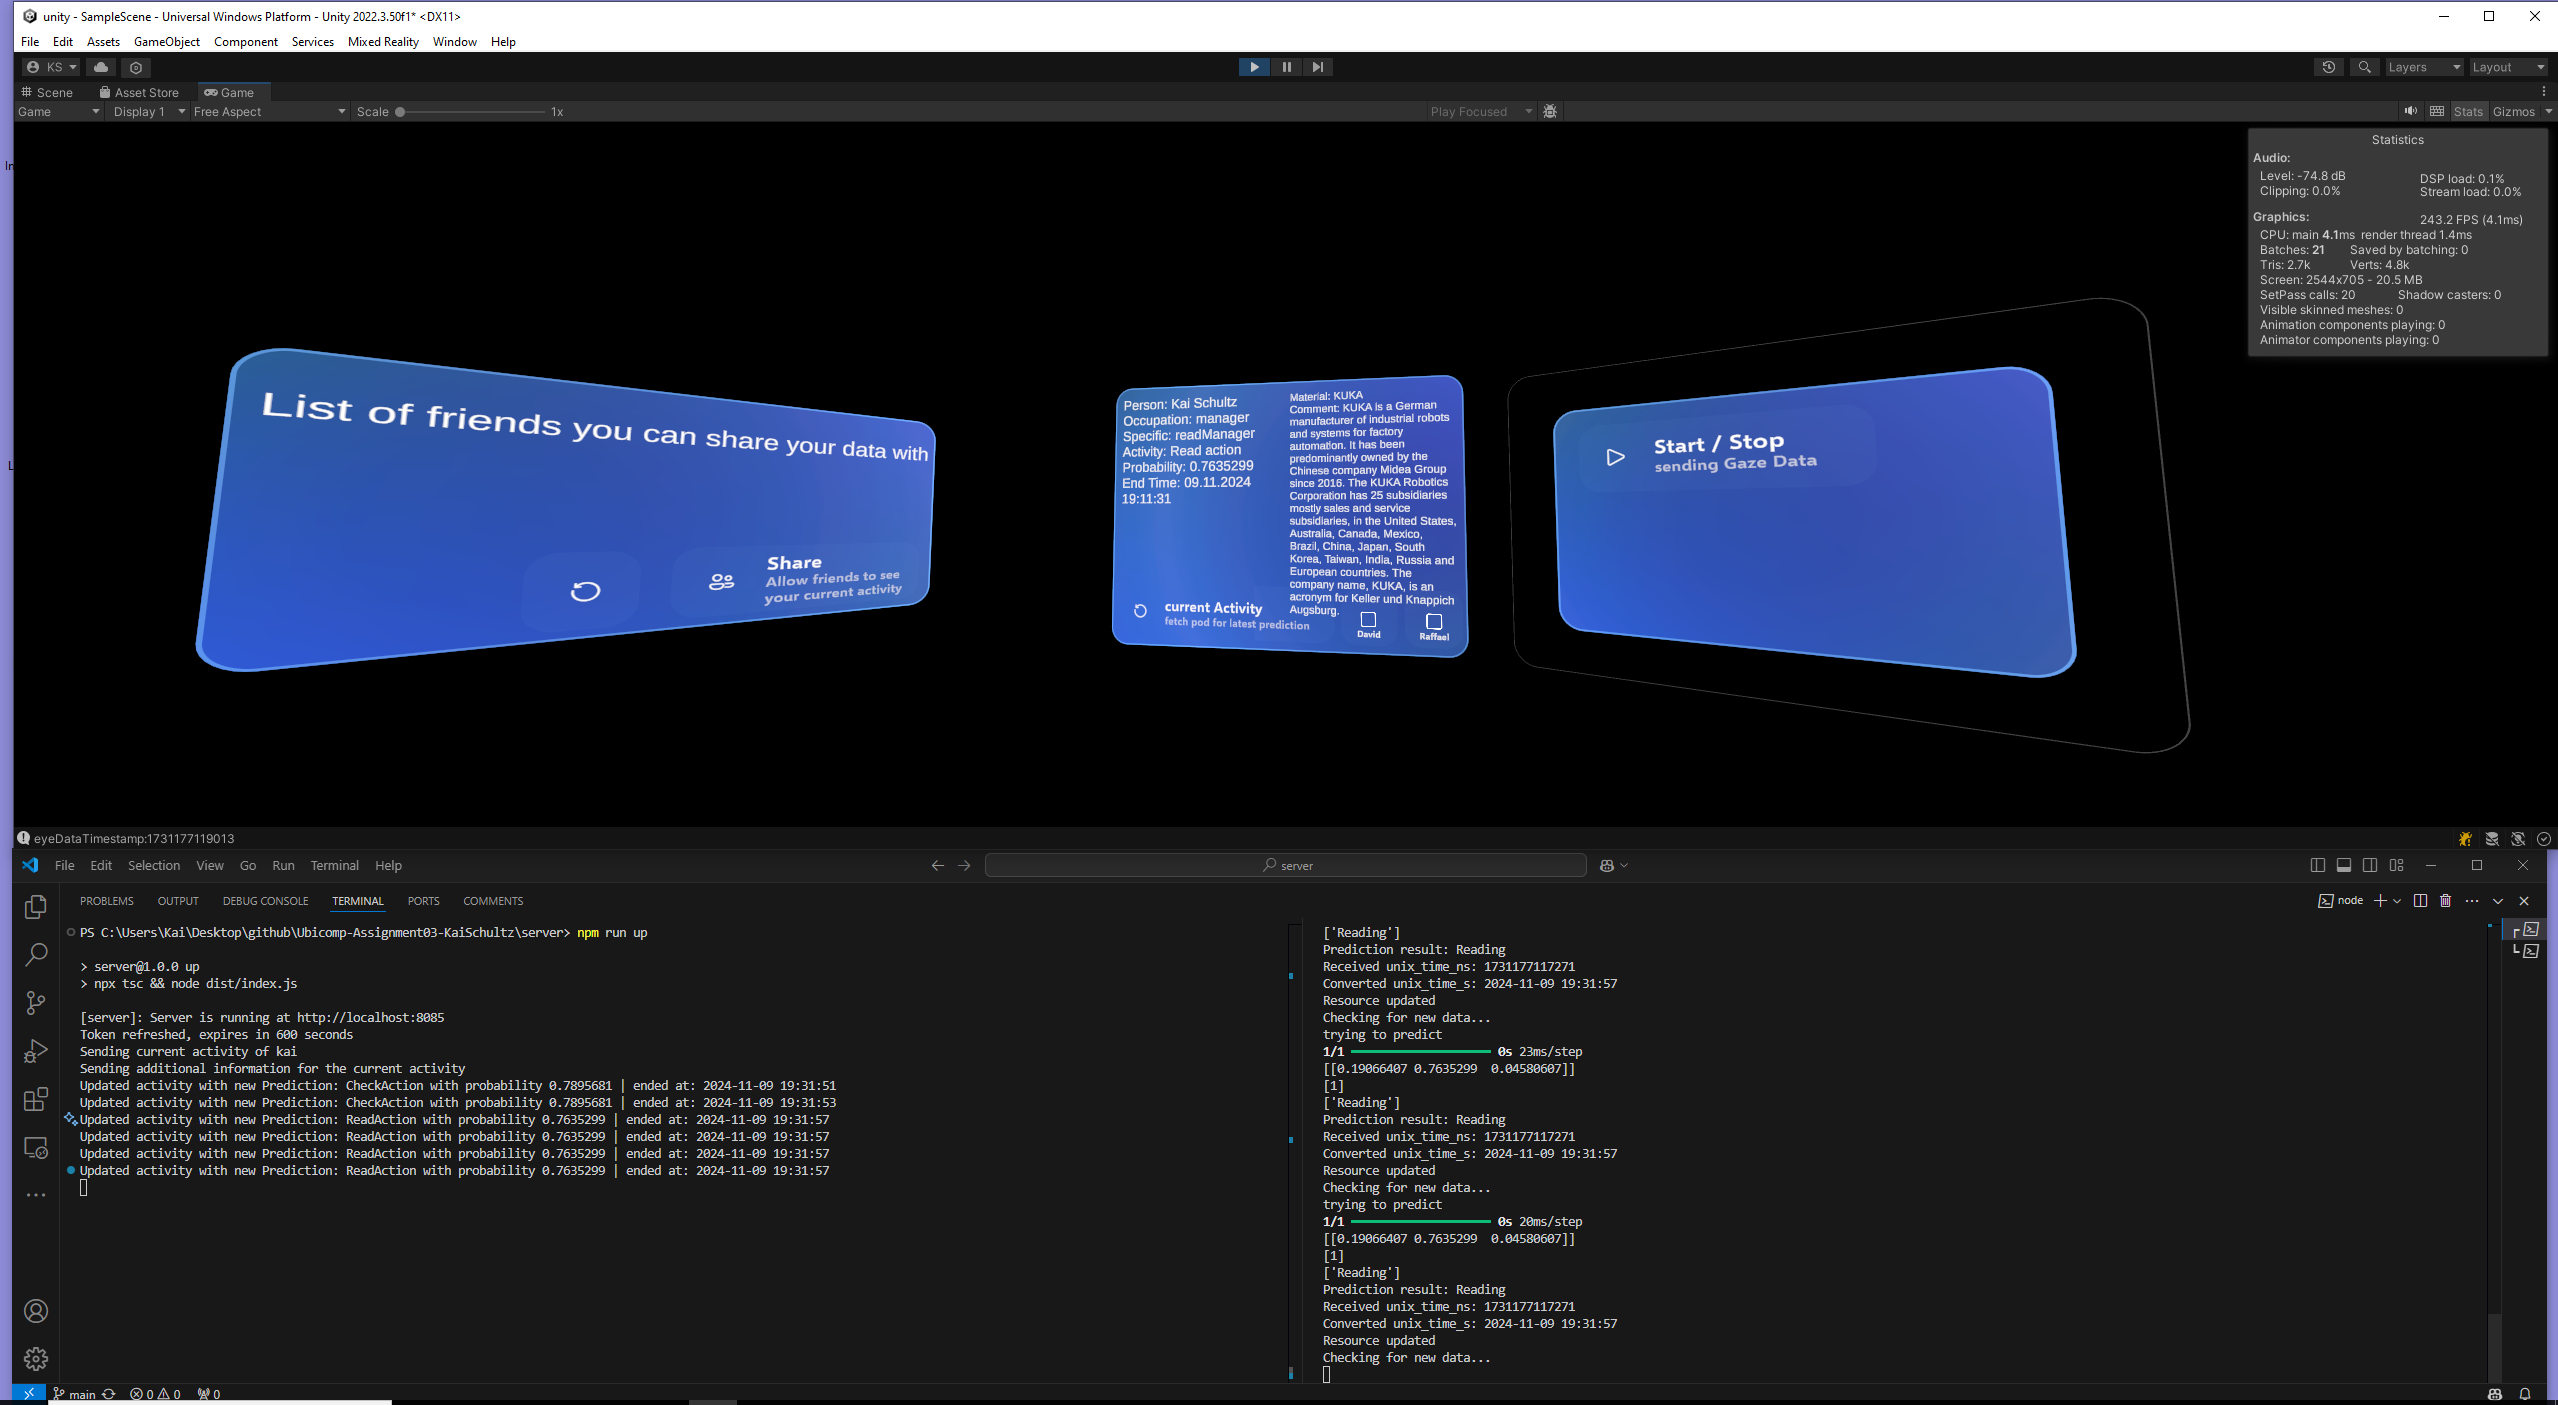 unity - SampleScene - Universal Windows Platform - Unity 2022.3.50f1* <DX11>
File Edit Assets GameObject Component Services Mixed Reality Window Help
KS
Layers Layout
Scene Asset Store Game
Game Display 1 Free Aspect Scale 1x Play Focused Stats Gizmos
Statistics
Audio:
Level: -74.8 dB DSP load: 0.1%
Clipping: 0.0% Stream load: 0.0%
Graphics: 243.2 FPS (4.1ms)
CPU: main 4.1ms render thread 1.4ms
Batches: 21 Saved by batching: 0
Tris: 2.7k Verts: 4.8k
Screen: 2544x705 - 20.5 MB
SetPass calls: 20 Shadow casters: 0
Visible skinned meshes: 0
Animation components playing: 0
Animator components playing: 0
List of friends you can share your data with
Share
Allow friends to see
your current activity
Person: Kai Schultz
Occupation: manager
Specific: readManager
Activity: Read action
Probability: 0.7635299
End Time: 09.11.2024
19:11:31
Material: KUKA
Comment: KUKA is a German
manufacturer of industrial robots
and systems for factory
automation. It has been
predominantly owned by the
Chinese company Midea Group
since 2016. The KUKA Robotics
Corporation has 25 subsidiaries
mostly sales and service
subsidiaries, in the United States,
Australia, Canada, Mexico,
Brazil, China, Japan, South
Korea, Taiwan, India, Russia and
European countries. The
company name, KUKA, is an
acronym for Keller und Knappich
Augsburg.
current Activity
fetch pod for latest prediction
David
Raffael
Start / Stop
sending Gaze Data
eyeDataTimestamp:1731177119013
File Edit Selection View Go Run Terminal Help
server
PROBLEMS OUTPUT DEBUG CONSOLE TERMINAL PORTS COMMENTS
node
PS C:\Users\Kai\Desktop\github\Ubicomp-Assignment03-KaiSchultz\server> npm run up
> server@1.0.0 up
> npx tsc && node dist/index.js
[server]: Server is running at http://localhost:8085
Token refreshed, expires in 600 seconds
Sending current activity of kai
Sending additional information for the current activity
Updated activity with new Prediction: CheckAction with probability 0.7895681 | ended at: 2024-11-09 19:31:51
Updated activity with new Prediction: CheckAction with probability 0.7895681 | ended at: 2024-11-09 19:31:53
Updated activity with new Prediction: ReadAction with probability 0.7635299 | ended at: 2024-11-09 19:31:57
Updated activity with new Prediction: ReadAction with probability 0.7635299 | ended at: 2024-11-09 19:31:57
Updated activity with new Prediction: ReadAction with probability 0.7635299 | ended at: 2024-11-09 19:31:57
Updated activity with new Prediction: ReadAction with probability 0.7635299 | ended at: 2024-11-09 19:31:57
['Reading']
Prediction result: Reading
Received unix_time_ns: 1731177117271
Converted unix_time_s: 2024-11-09 19:31:57
Resource updated
Checking for new data...
trying to predict
1/1 0s 23ms/step
[[0.19066407 0.7635299  0.04580607]]
[1]
['Reading']
Prediction result: Reading
Received unix_time_ns: 1731177117271
Converted unix_time_s: 2024-11-09 19:31:57
Resource updated
Checking for new data...
trying to predict
1/1 0s 20ms/step
[[0.19066407 0.7635299  0.04580607]]
[1]
['Reading']
Prediction result: Reading
Received unix_time_ns: 1731177117271
Converted unix_time_s: 2024-11-09 19:31:57
Resource updated
Checking for new data...
main 0 0 0